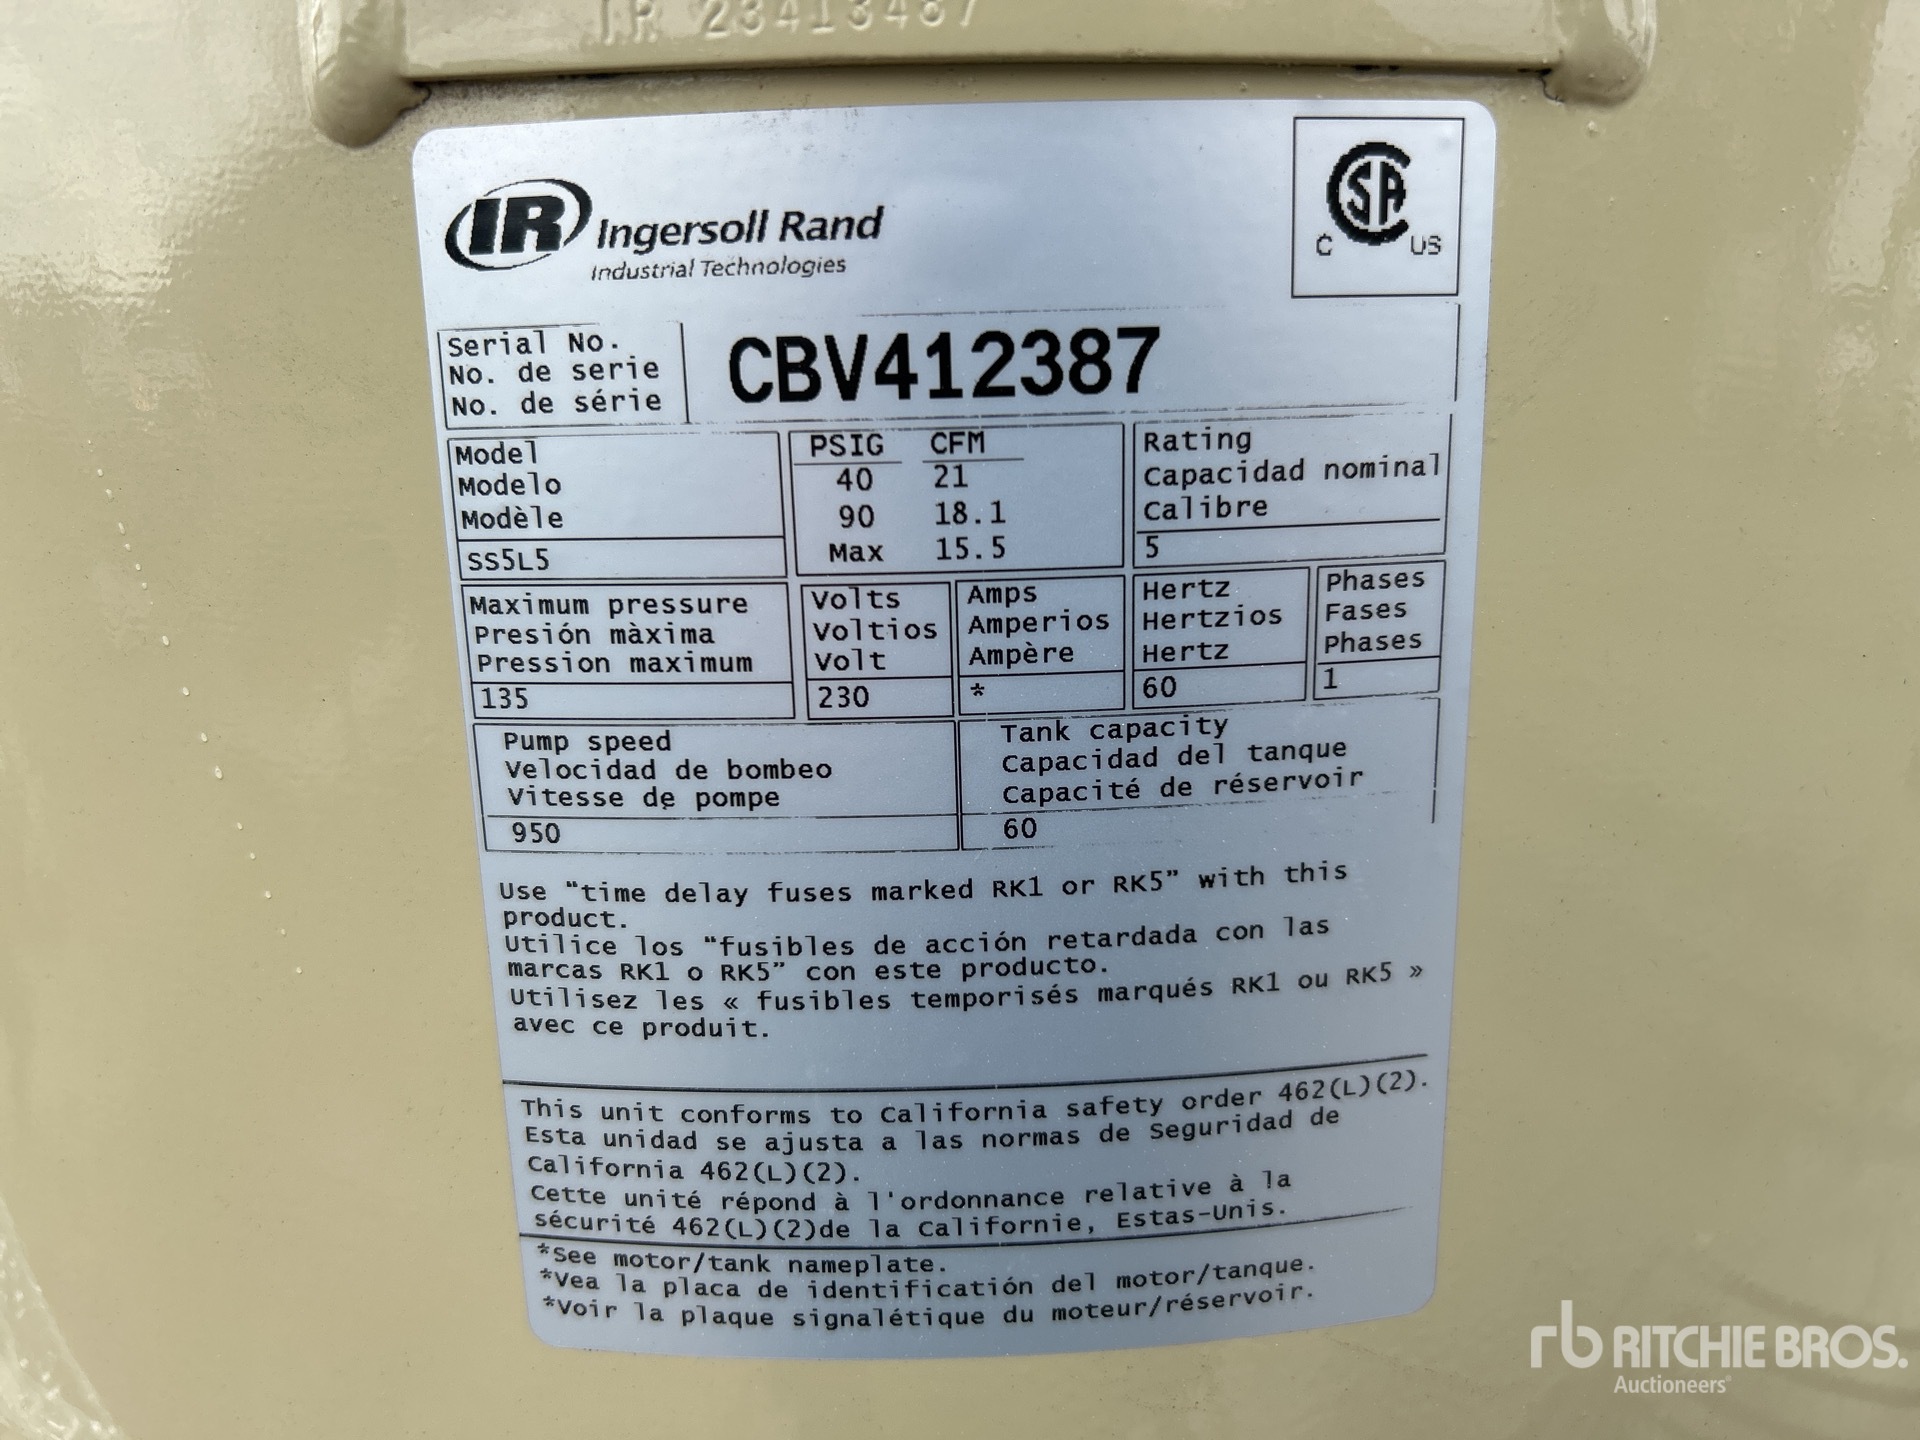 I.R 23413487
IR Ingersoll Rand
Industrial Technologies
CSA
C US
Serial No.
No. de serie
No. de série
CBV412387
Model
Modelo
Modèle
SS5L5
PSIG CFM
40 21
90 18.1
Max 15.5
Rating
Capacidad nominal
Calibre
5
Maximum pressure
Presión màxima
Pression maximum
135
Volts
Voltios
Volt
230
Amps
Amperios
Ampère
*
Hertz
Hertzios
Hertz
60
Phases
Fases
Phases
1
Pump speed
Velocidad de bombeo
Vitesse de pompe
950
Tank capacity
Capacidad del tanque
Capacité de réservoir
60
Use "time delay fuses marked RK1 or RK5" with this
product.
Utilice los "fusibles de acción retardada con las
marcas RK1 o RK5" con este producto.
Utilisez les « fusibles temporisés marqués RK1 ou RK5 »
avec ce produit.
This unit conforms to California safety order 462(L)(2).
Esta unidad se ajusta a las normas de Seguridad de
California 462(L)(2).
Cette unité répond à l'ordonnance relative à la
sécurité 462(L)(2)de la Californie, Estas-Unis.
*See motor/tank nameplate.
*Vea la placa de identificación del motor/tanque.
*Voir la plaque signalétique du moteur/réservoir.
rb RITCHIE BROS.
Auctioneers